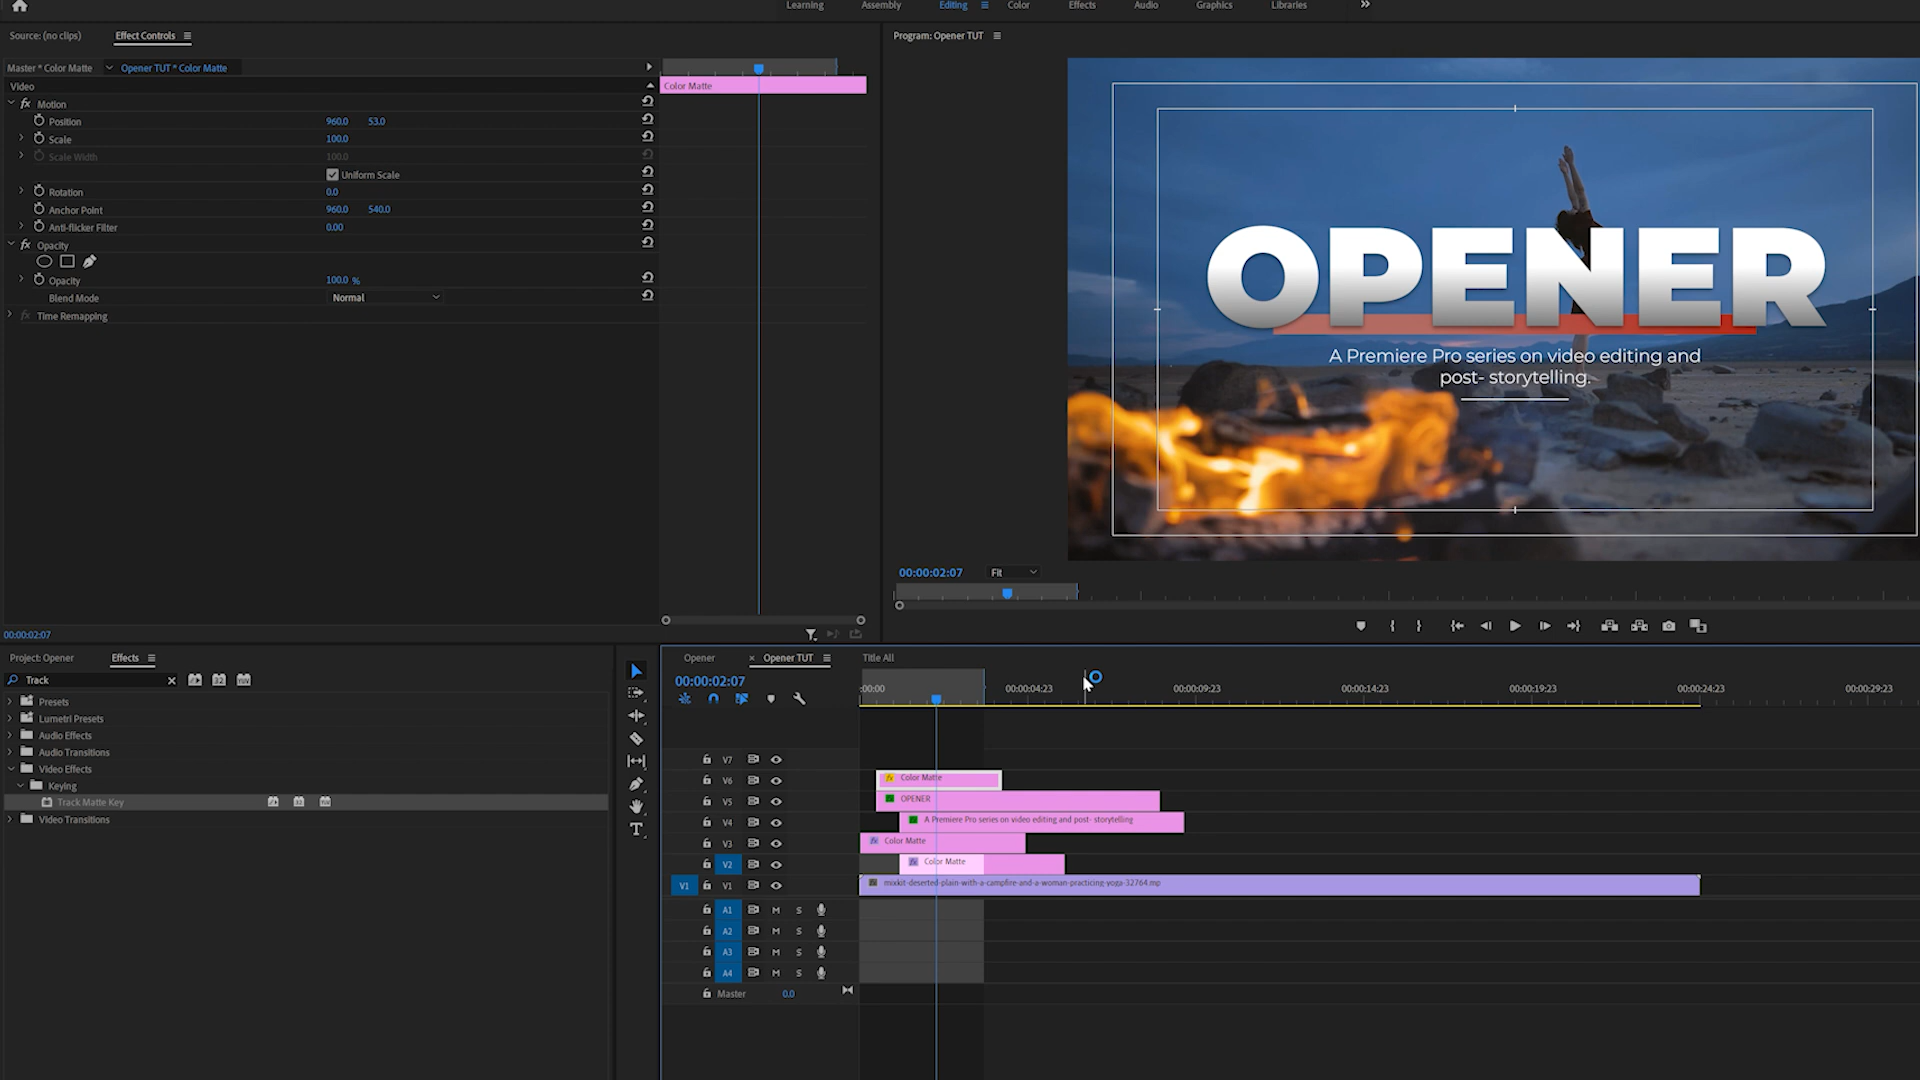 Learning Assembly Editing Color Effects Audio Graphics Libraries
Source: (no clips) Effect Controls
Program: Opener TUT
Master * Color Matte Opener TUT * Color Matte
Video
Color Matte
fx Motion
Position 960.0 53.0
Scale 100.0
Scale Width 100.0
Uniform Scale
Rotation 0.0
Anchor Point 960.0 540.0
Anti-flicker Filter 0.00
fx Opacity
Opacity 100.0 %
Blend Mode Normal
fx Time Remapping
OPENER
A Premiere Pro series on video editing and
post- storytelling.
00:00:02:07 Fit
00:00:02:07
Project: Opener Effects
Track
Presets
Lumetri Presets
Audio Effects
Audio Transitions
Video Effects
Keying
Track Matte Key
Video Transitions
Opener Opener TUT Title All
00:00:02:07
:00:00 00:00:04:23 00:00:09:23 00:00:14:23 00:00:19:23 00:00:24:23 00:00:29:23
V7
V6 fx Color Matte
V5 OPENER
V4 A Premiere Pro series on video editing and post- storytelling
V3 fx Color Matte
V2 fx Color Matte
V1 V1 fx mixkit-deserted-plain-with-a-campfire-and-a-woman-practicing-yoga-32764.mp
A1 M S
A2 M S
A3 M S
A4 M S
Master 0.0